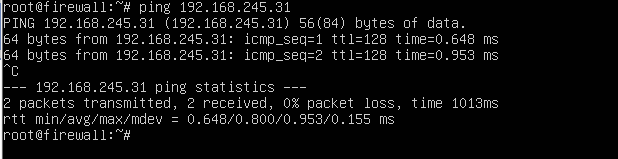 root@firewall:~# ping 192.168.245.31
PING 192.168.245.31 (192.168.245.31) 56(84) bytes of data.
64 bytes from 192.168.245.31: icmp_seq=1 ttl=128 time=0.648 ms
64 bytes from 192.168.245.31: icmp_seq=2 ttl=128 time=0.953 ms
^C
--- 192.168.245.31 ping statistics ---
2 packets transmitted, 2 received, 0% packet loss, time 1013ms
rtt min/avg/max/mdev = 0.648/0.800/0.953/0.155 ms
root@firewall:~#